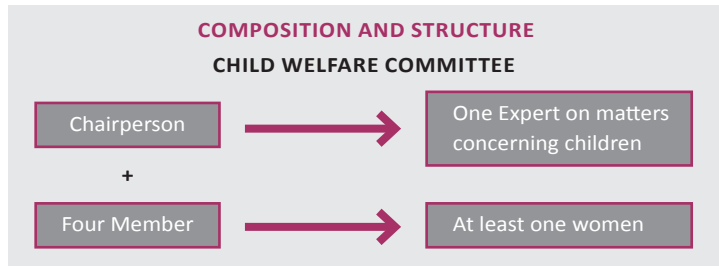 COMPOSITION AND STRUCTURE
CHILD WELFARE COMMITTEE
Chairperson
One Expert on matters
concerning children
+
Four Member
At least one women